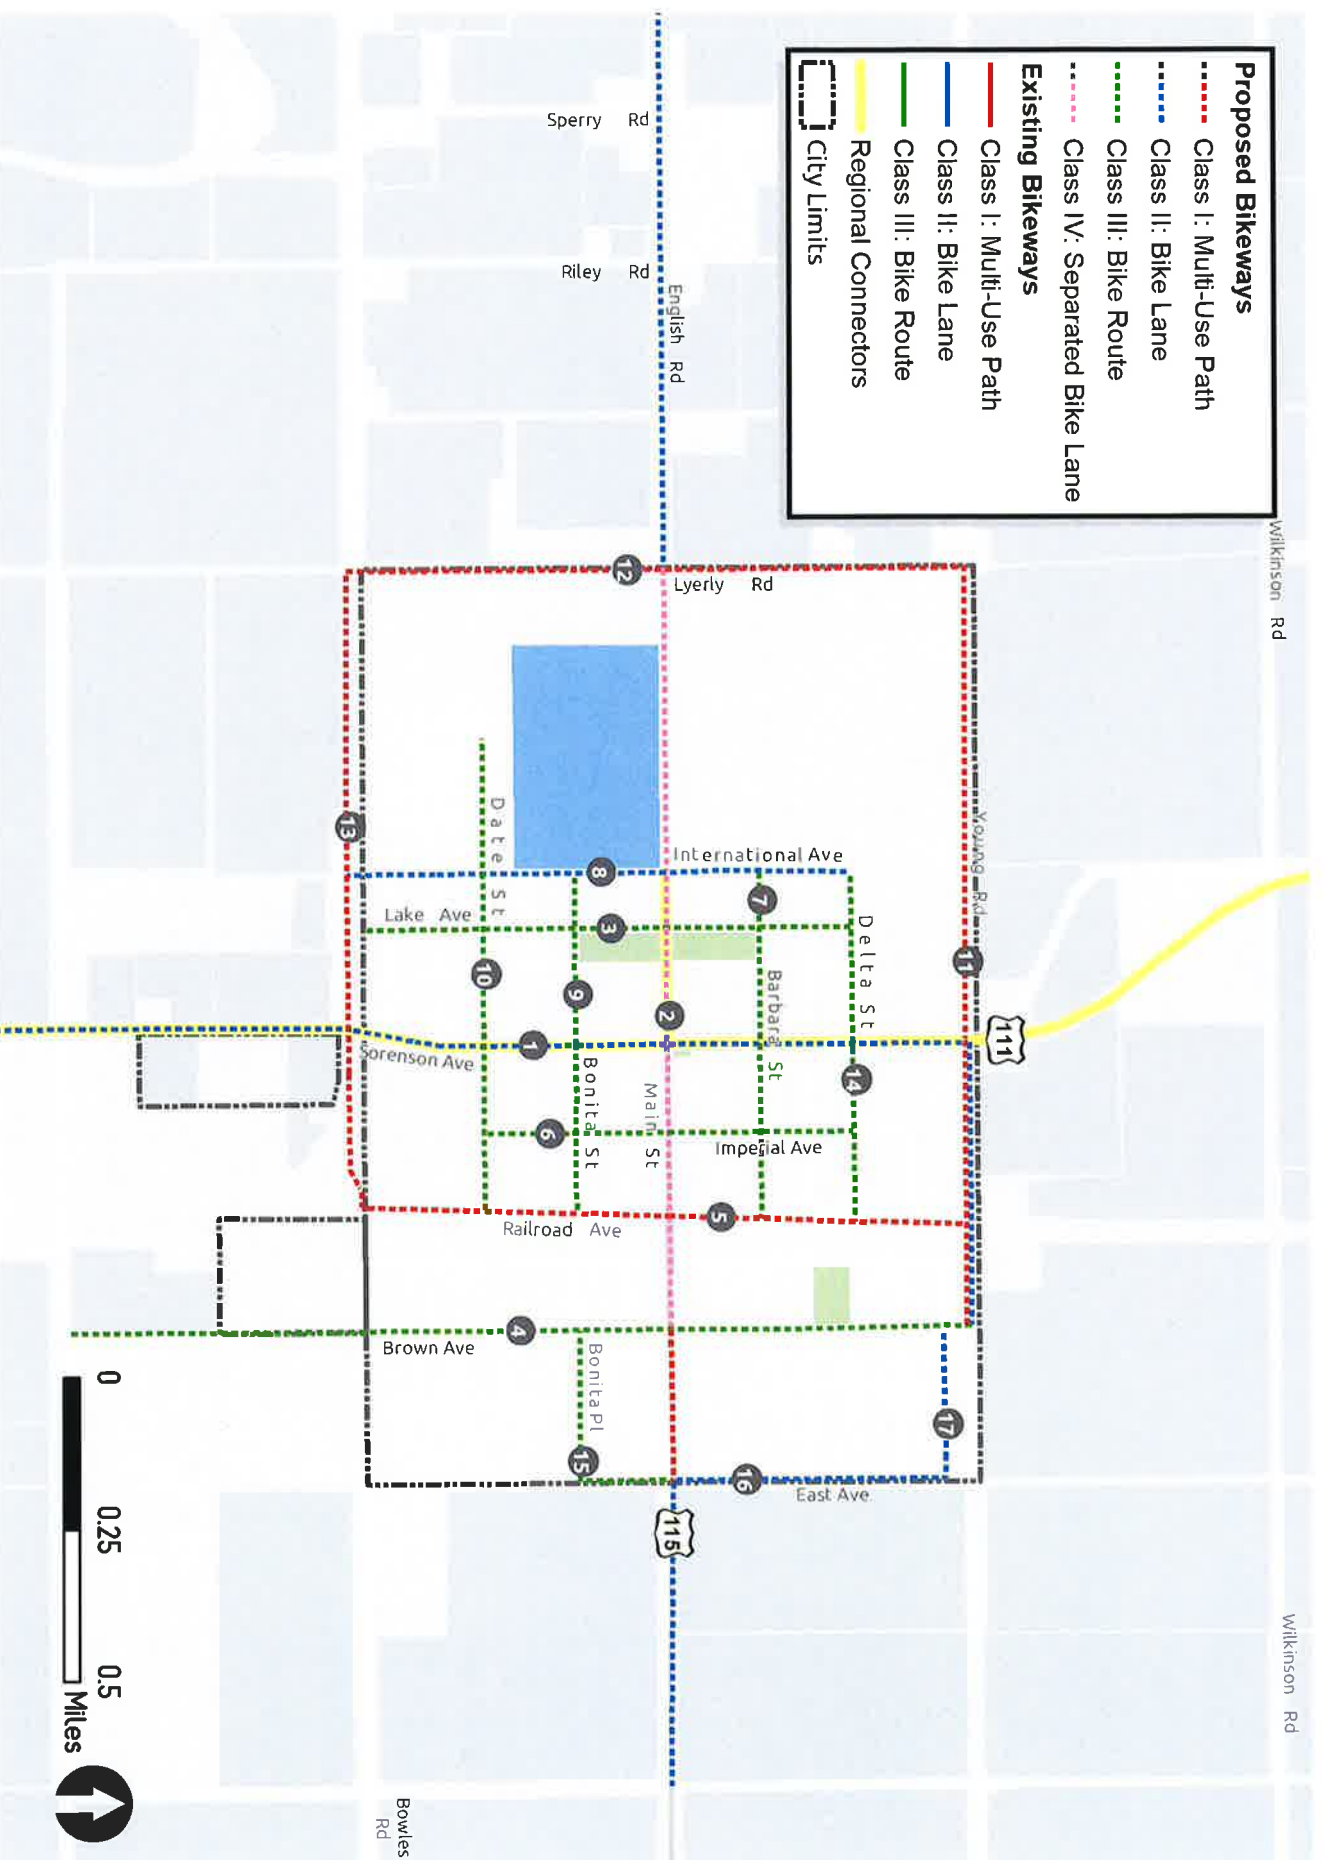 Proposed Bikeways
Class I: Multi-Use Path
Class II: Bike Lane
Class III: Bike Route
Class IV: Separated Bike Lane
Existing Bikeways
Class I: Multi-Use Path
Class II: Bike Lane
Class III: Bike Route
Regional Connectors
City Limits
Wilkinson Rd
Wilkinson Rd
Young Rd
11
111
17
Delta St
14
Barbara St
7
East Ave
16
International Ave
Imperial Ave
Lyerly Rd
English Rd
Sperry Rd
Riley Rd
Main St
2
5
115
12
8
3
Bonita St
9
Bonita Pl
15
Railroad Ave
6
1
4
Date St
10
Lake Ave
Sorenson Ave
Brown Ave
13
Bowles
Rd
0 0.25 0.5
Miles